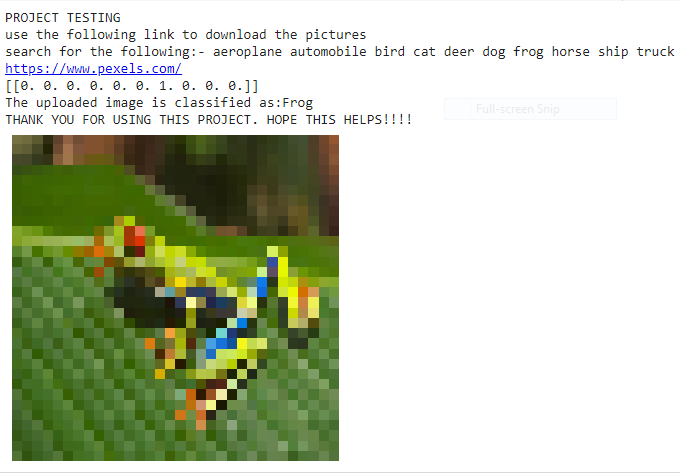 PROJECT TESTING
use the following link to download the pictures
search for the following:- aeroplane automobile bird cat deer dog frog horse ship truck
https://www.pexels.com/
[[0. 0. 0. 0. 0. 0. 1. 0. 0. 0.]]
The uploaded image is classified as:Frog
Full-screen Snip
THANK YOU FOR USING THIS PROJECT. HOPE THIS HELPS!!!!